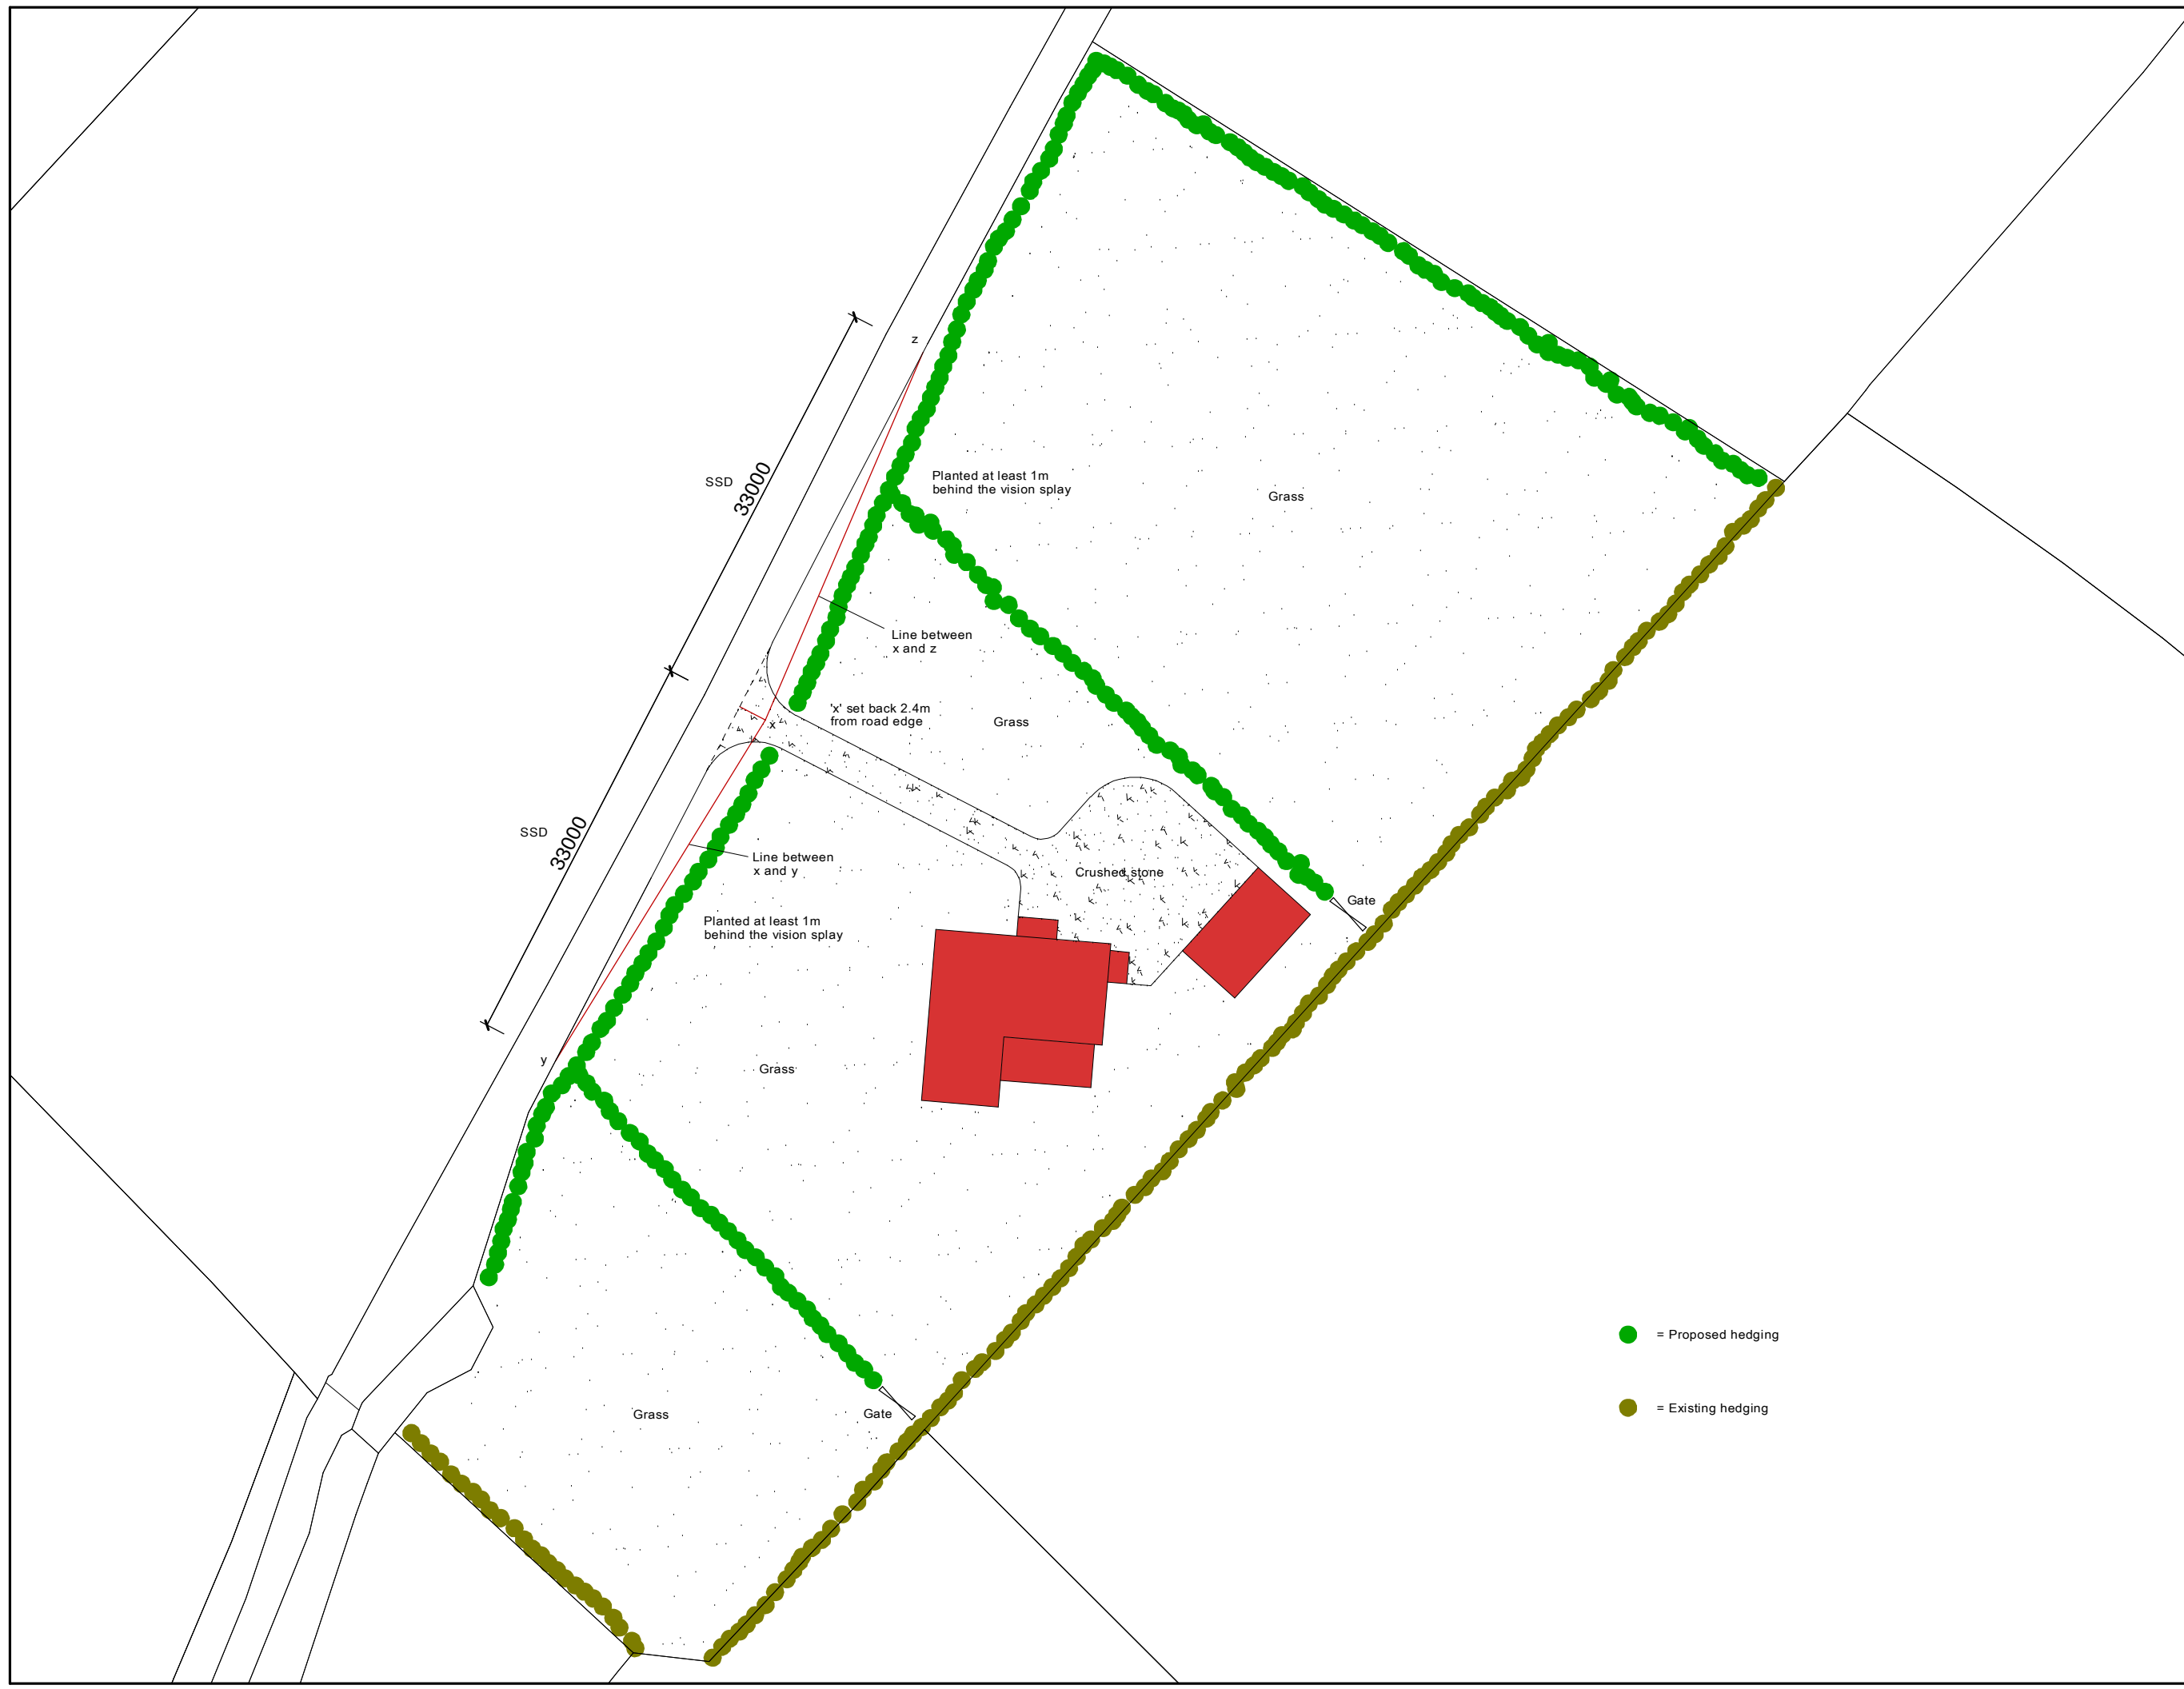 z
SSD
33000
Planted at least 1m
behind the vision splay
Grass
Line between
x and z
'x' set back 2.4m
from road edge
x
Grass
SSD
33000
Line between
x and y
Crushed stone
Gate
Planted at least 1m
behind the vision splay
y
Grass
= Proposed hedging
Grass
Gate
= Existing hedging